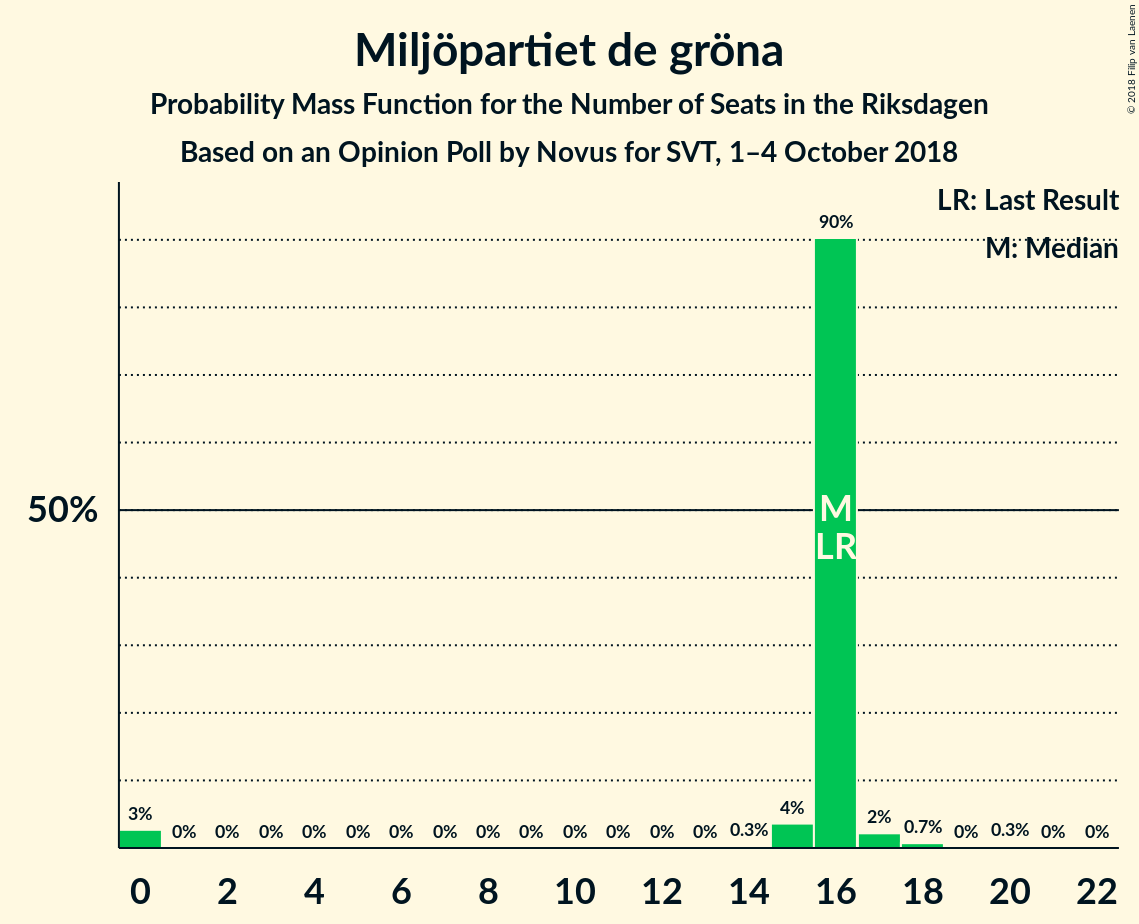 Miljöpartiet de gröna
Probability Mass Function for the Number of Seats in the Riksdagen
Based on an Opinion Poll by Novus for SVT, 1–4 October 2018
© 2018 Filip van Laenen
LR: Last Result
M: Median
50%
3% 0% 0% 0% 0% 0% 0% 0% 0% 0% 0% 0% 0% 0% 0.3% 4% 90% 2% 0.7% 0% 0.3% 0% 0%
M
LR
0 2 4 6 8 10 12 14 16 18 20 22